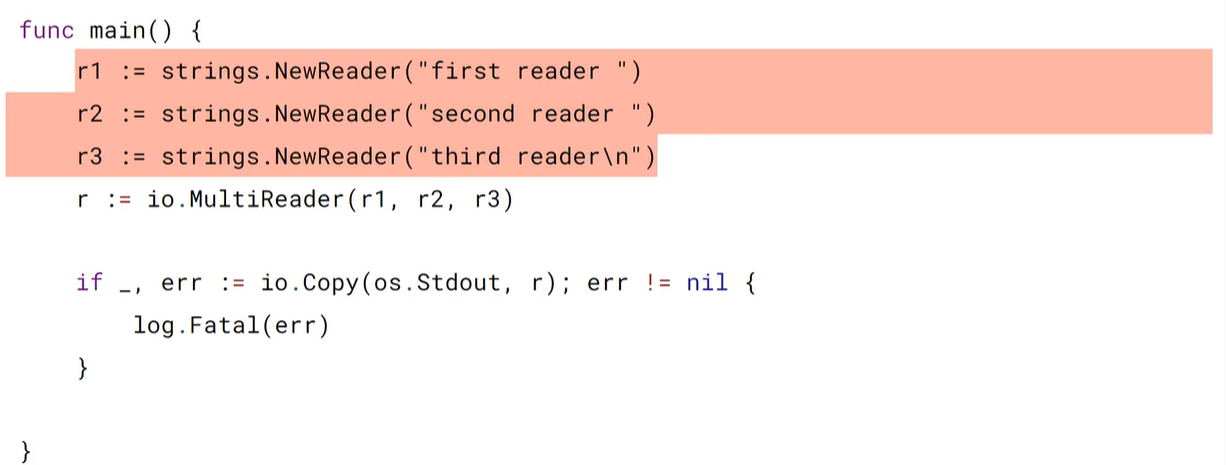 func main() {
    r1 := strings.NewReader("first reader ")
    r2 := strings.NewReader("second reader ")
    r3 := strings.NewReader("third reader\n")
    r := io.MultiReader(r1, r2, r3)

    if _, err := io.Copy(os.Stdout, r); err != nil {
        log.Fatal(err)
    }

}